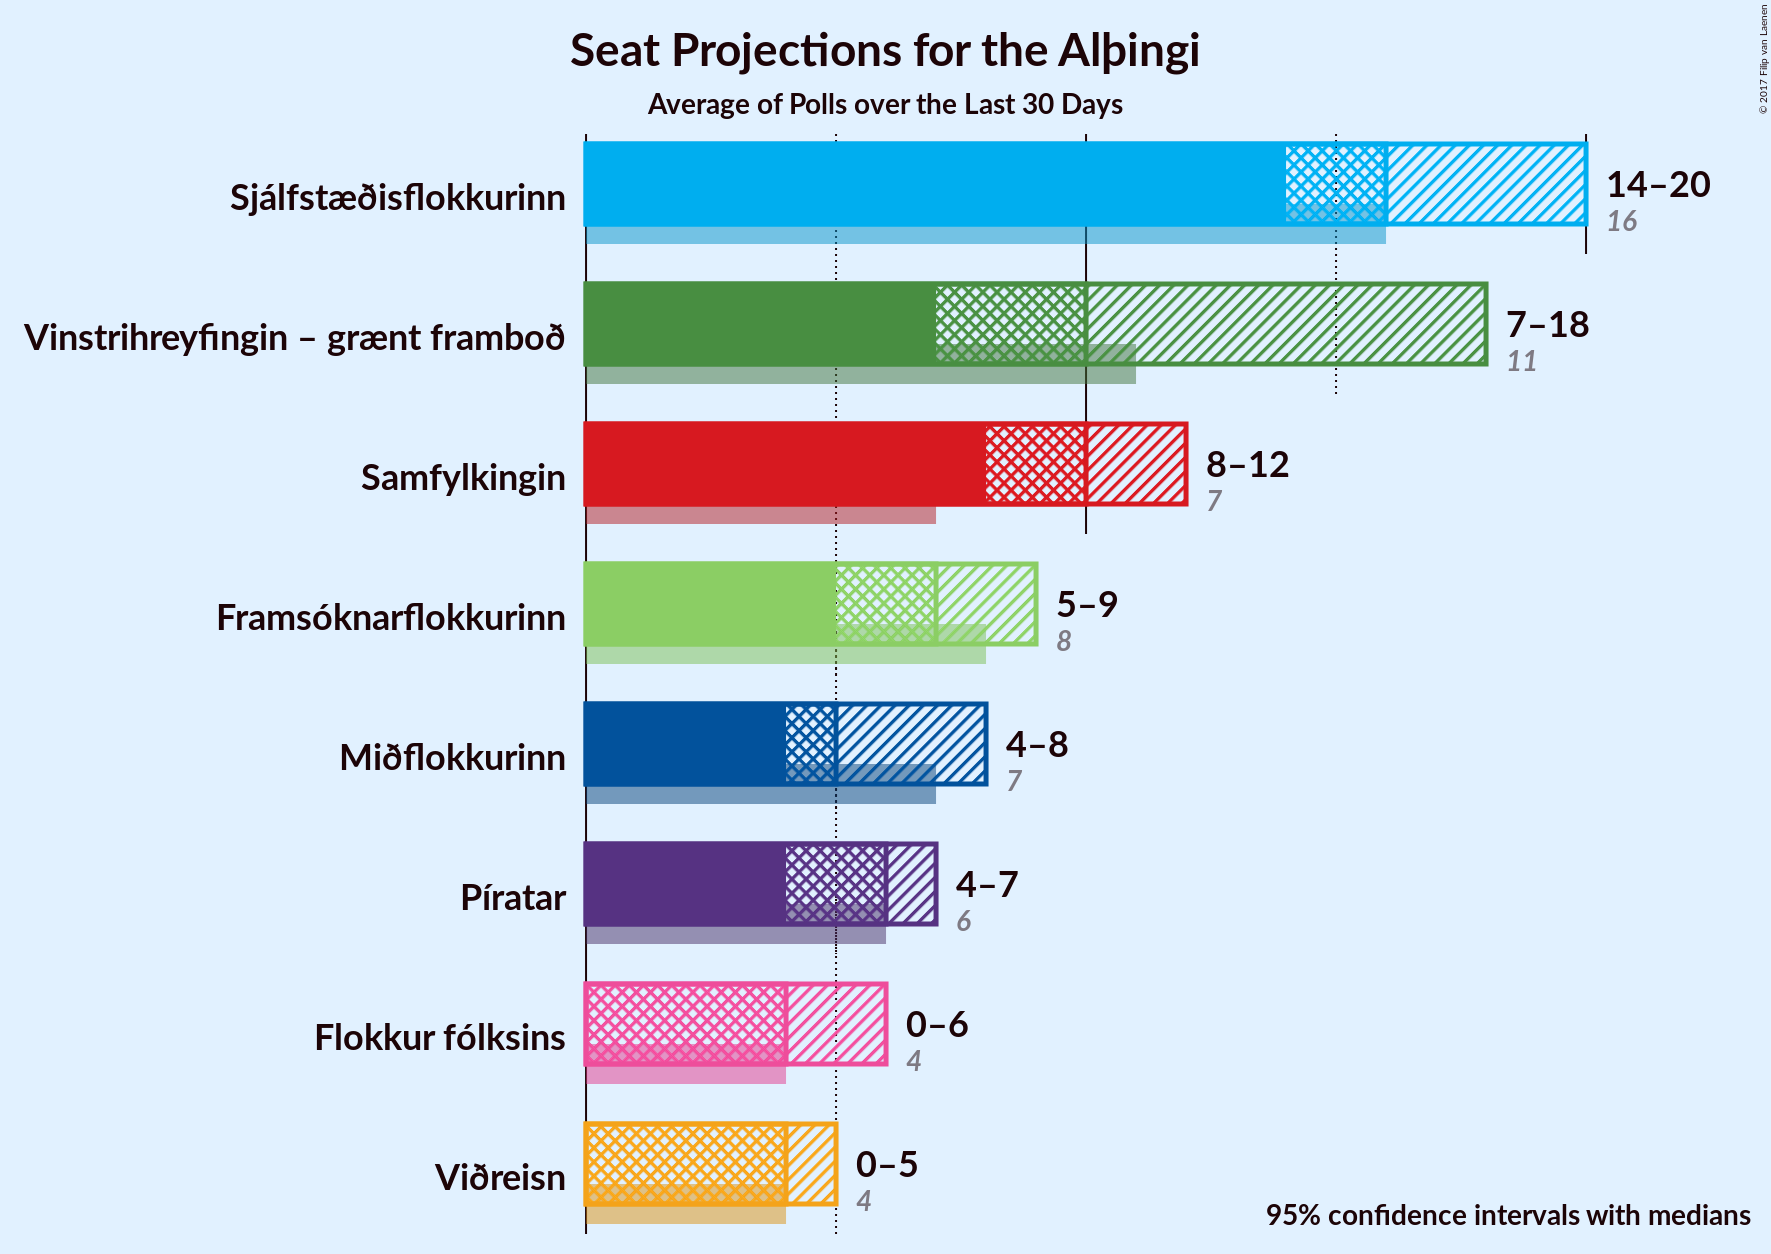 Seat Projections for the Alþingi
Average of Polls over the Last 30 Days
© 2017 Filip van Laenen
Sjálfstæðisflokkurinn
14–20
16
Vinstrihreyfingin – grænt framboð
7–18
11
Samfylkingin
8–12
7
Framsóknarflokkurinn
5–9
8
Miðflokkurinn
4–8
7
Píratar
4–7
6
Flokkur fólksins
0–6
4
Viðreisn
0–5
4
95% confidence intervals with medians